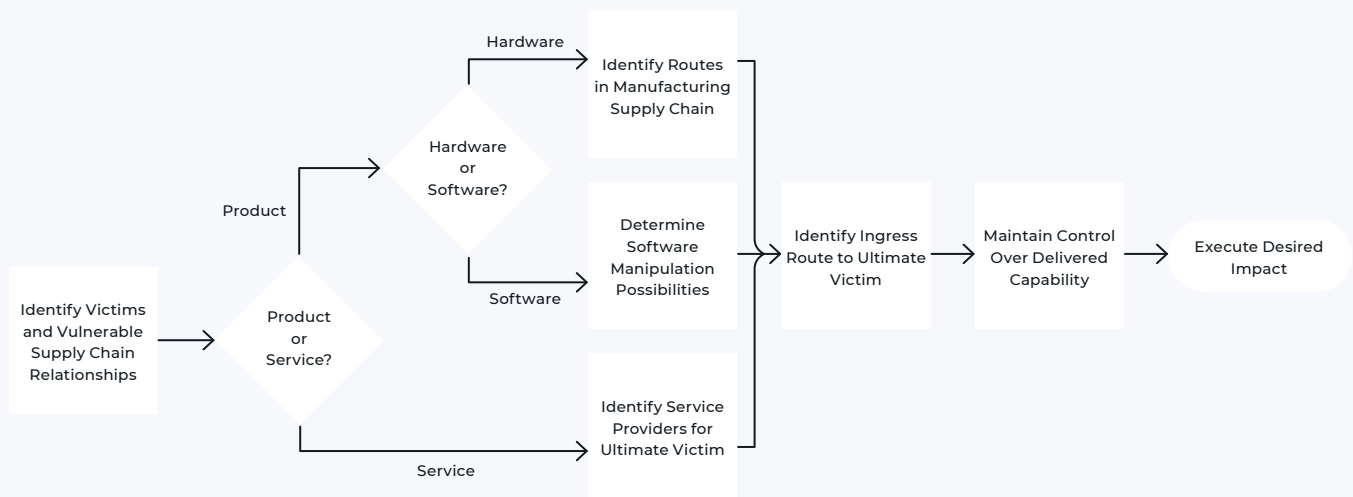 Identify Victims
and Vulnerable
Supply Chain
Relationships
Product
or
Service?
Product
Service
Hardware
or
Software?
Hardware
Software
Identify Routes
in Manufacturing
Supply Chain
Determine
Software
Manipulation
Possibilities
Identify Service
Providers for
Ultimate Victim
Identify Ingress
Route to Ultimate
Victim
Maintain Control
Over Delivered
Capability
Execute Desired
Impact